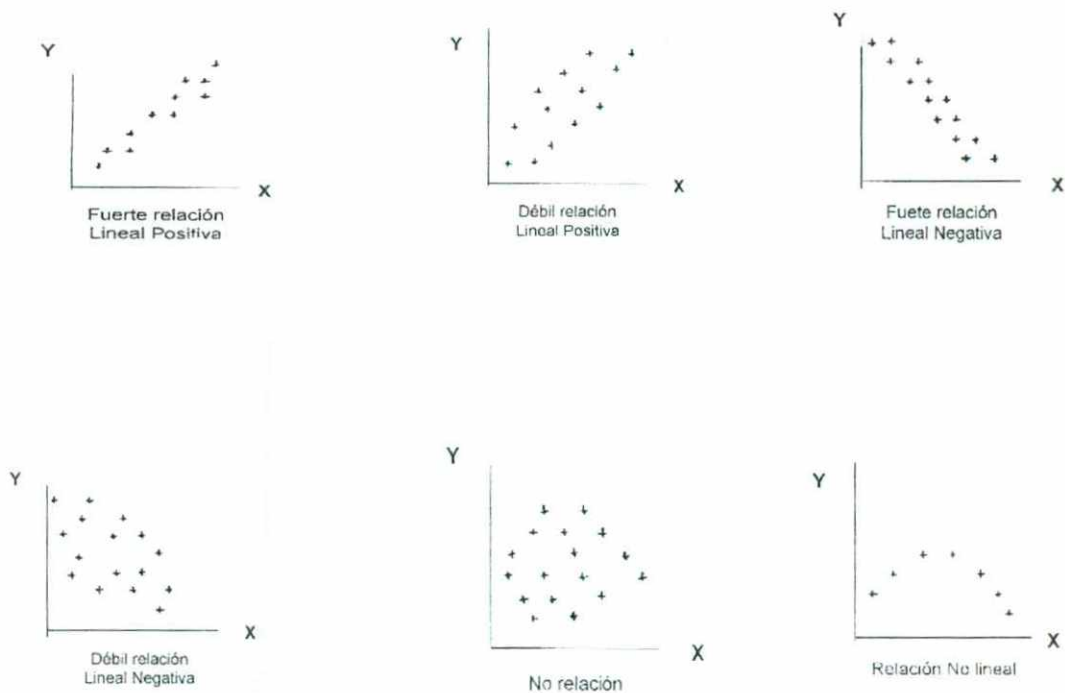 Y
X
Fuerte relación
Lineal Positiva
Y
X
Débil relación
Lineal Positiva
Y
X
Fuete relación
Lineal Negativa
Y
X
Débil relación
Lineal Negativa
Y
X
No relación
Y
X
Relación No lineal